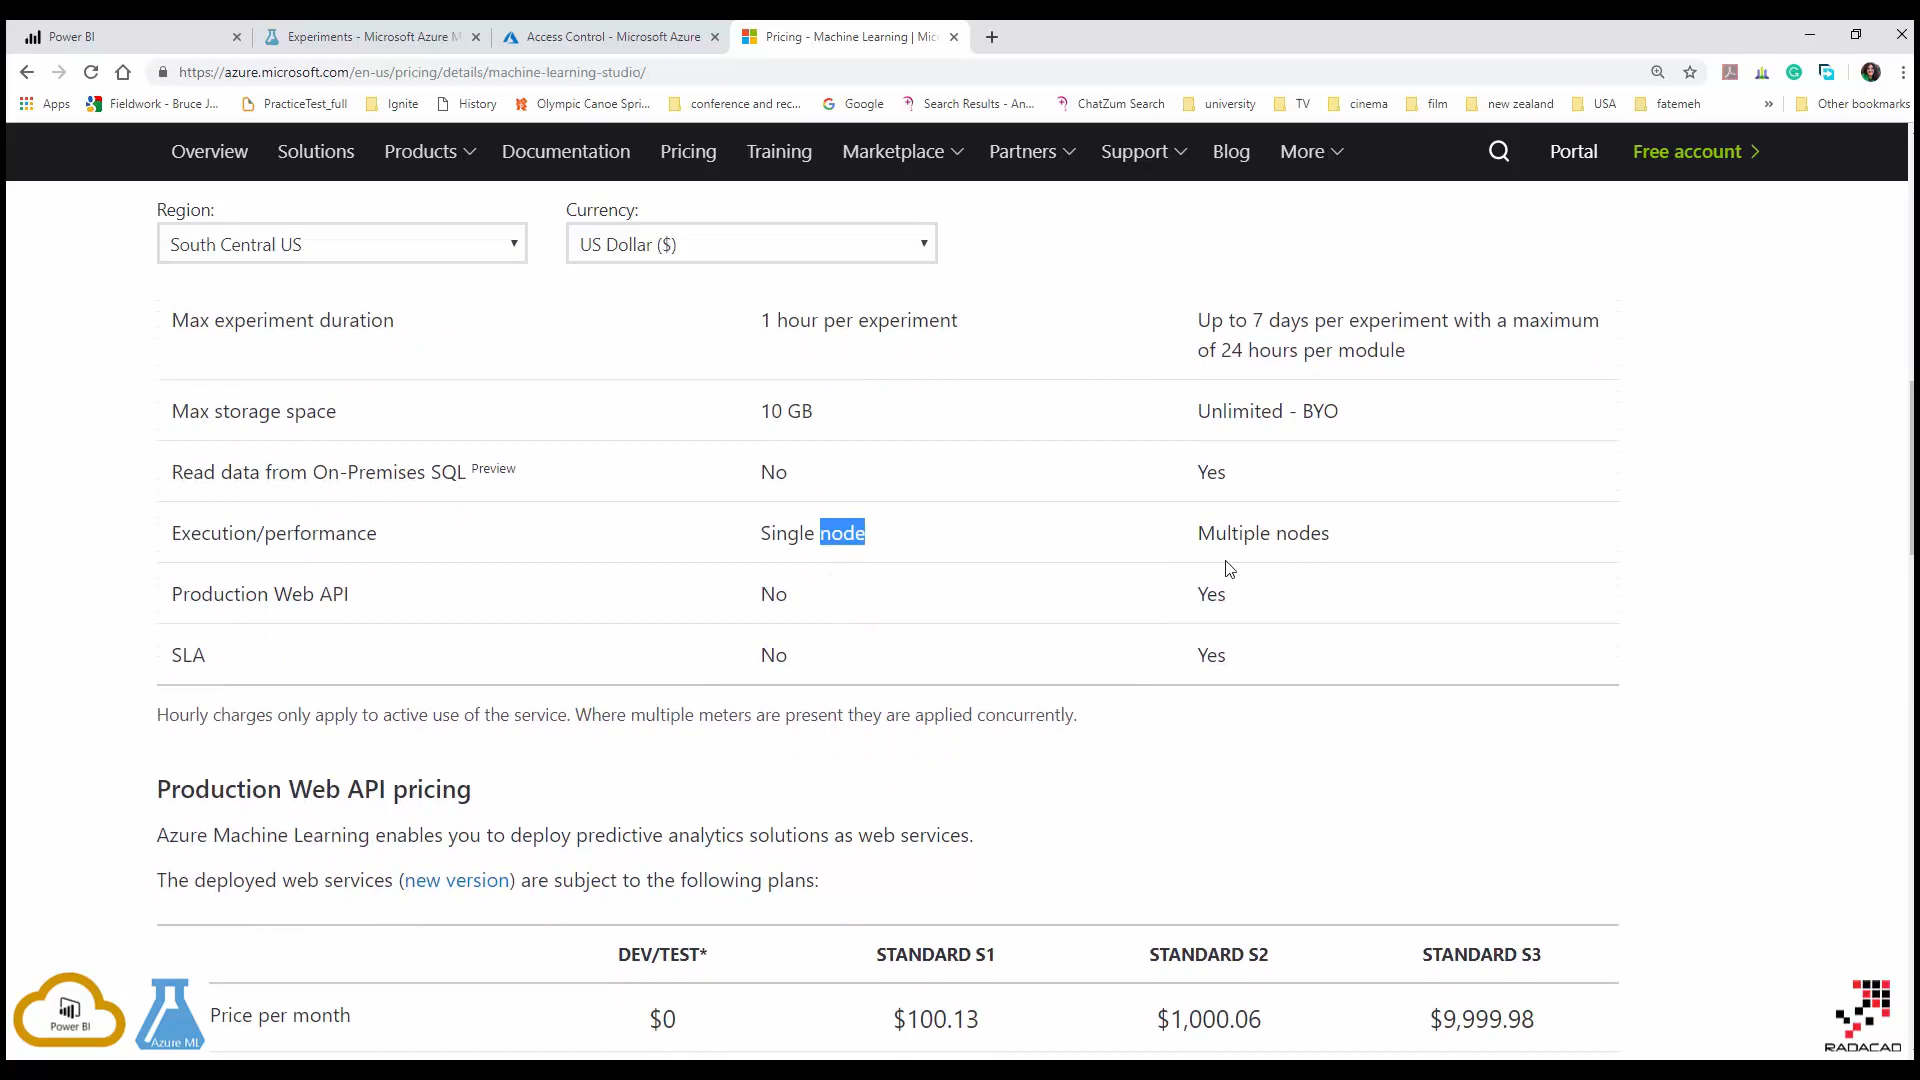 Power BI
Experiments - Microsoft Azure M
Access Control - Microsoft Azure
Pricing - Machine Learning | Mic
https://azure.microsoft.com/en-us/pricing/details/machine-learning-studio/
Apps Fieldwork - Bruce J... PracticeTest_full Ignite History Olympic Canoe Spri... conference and rec... Google Search Results - An... ChatZum Search university TV cinema film new zealand USA fatemeh » Other bookmarks
Overview Solutions Products Documentation Pricing Training Marketplace Partners Support Blog More Portal Free account
Region: Currency:
South Central US US Dollar ($)
Max experiment duration 1 hour per experiment Up to 7 days per experiment with a maximum
of 24 hours per module
Max storage space 10 GB Unlimited - BYO
Read data from On-Premises SQL Preview No Yes
Execution/performance Single node Multiple nodes
Production Web API No Yes
SLA No Yes
Hourly charges only apply to active use of the service. Where multiple meters are present they are applied concurrently.
Production Web API pricing
Azure Machine Learning enables you to deploy predictive analytics solutions as web services.
The deployed web services (new version) are subject to the following plans:
DEV/TEST* STANDARD S1 STANDARD S2 STANDARD S3
Price per month $0 $100.13 $1,000.06 $9,999.98
Power BI
Azure ML
RADACAD